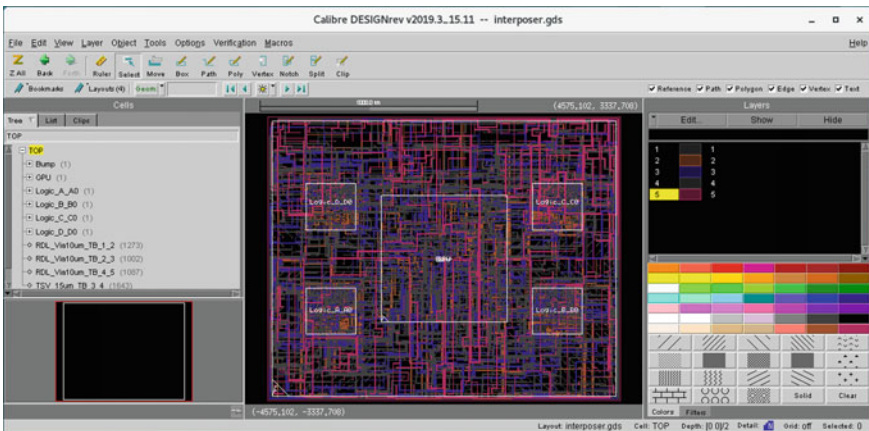 Calibre DESIGNrev v2019.3_15.11 -- interposer.gds
File Edit View Layer Object Tools Options Verification Macros Help
Z All Back Ruler Select Move Box Path Poly Vertex Notch Split Clip
Bookmarks Layouts (4) Geom: Reference Path Polygon Edge Vertex Text
Cells
(4575,102, 3337,708)
Layers
Tree List Clips
Edit... Show Hide
TOP
TOP
Bump (1)
GPU (1)
Logic_A_A0 (1)
Logic_B_B0 (1)
Logic_C_C0 (1)
Logic_D_D0 (1)
RDL_Via10um_TB_1_2 (1273)
RDL_Via10um_TB_2_3 (1002)
RDL_Via10um_TB_4_5 (1087)
TSV_15um_TB_3_4 (1643)
Logic_D_D0
Logic_C_C0
Logic_A_A0
Logic_B_B0
1 1
2 2
3 3
4 4
5 5
Solid Clear
Colors Filters
(-4575,102, -3337,708)
Layout: interposer.gds Cell: TOP Depth: [0 0]/2 Detail: Grid: off Selected: 0